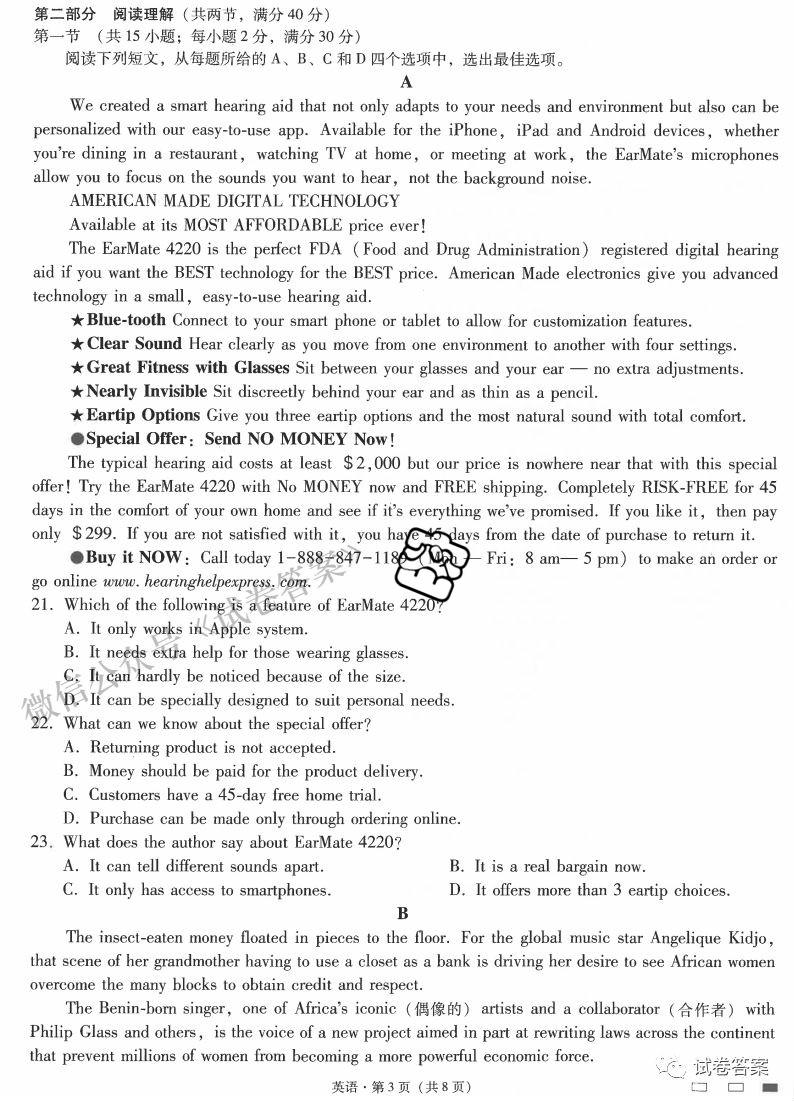 第二部分 阅读理解（共两节，满分 40 分）
第一节 （共 15 小题；每小题 2 分，满分 30 分）
阅读下列短文，从每题所给的 A、B、C 和 D 四个选项中，选出最佳选项。
A
We created a smart hearing aid that not only adapts to your needs and environment but also can be
personalized with our easy-to-use app. Available for the iPhone, iPad and Android devices, whether
you're dining in a restaurant, watching TV at home, or meeting at work, the EarMate's microphones
allow you to focus on the sounds you want to hear, not the background noise.
AMERICAN MADE DIGITAL TECHNOLOGY
Available at its MOST AFFORDABLE price ever!
The EarMate 4220 is the perfect FDA (Food and Drug Administration) registered digital hearing
aid if you want the BEST technology for the BEST price. American Made electronics give you advanced
technology in a small, easy-to-use hearing aid.
★Blue-tooth Connect to your smart phone or tablet to allow for customization features.
★Clear Sound Hear clearly as you move from one environment to another with four settings.
★Great Fitness with Glasses Sit between your glasses and your ear — no extra adjustments.
★Nearly Invisible Sit discreetly behind your ear and as thin as a pencil.
★Eartip Options Give you three eartip options and the most natural sound with total comfort.
●Special Offer: Send NO MONEY Now!
The typical hearing aid costs at least $2,000 but our price is nowhere near that with this special
offer! Try the EarMate 4220 with No MONEY now and FREE shipping. Completely RISK-FREE for 45
days in the comfort of your own home and see if it's everything we've promised. If you like it, then pay
only $299. If you are not satisfied with it, you have 45 days from the date of purchase to return it.
●Buy it NOW: Call today 1-888-847-1189 (Mon — Fri: 8 am— 5 pm) to make an order or
go online www. hearinghelpexpress. com.
21. Which of the following is a feature of EarMate 4220?
A. It only works in Apple system.
B. It needs extra help for those wearing glasses.
C. It can hardly be noticed because of the size.
D. It can be specially designed to suit personal needs.
22. What can we know about the special offer?
A. Returning product is not accepted.
B. Money should be paid for the product delivery.
C. Customers have a 45-day free home trial.
D. Purchase can be made only through ordering online.
23. What does the author say about EarMate 4220?
A. It can tell different sounds apart. B. It is a real bargain now.
C. It only has access to smartphones. D. It offers more than 3 eartip choices.
B
The insect-eaten money floated in pieces to the floor. For the global music star Angelique Kidjo,
that scene of her grandmother having to use a closet as a bank is driving her desire to see African women
overcome the many blocks to obtain credit and respect.
The Benin-born singer, one of Africa's iconic (偶像的) artists and a collaborator (合作者) with
Philip Glass and others, is the voice of a new project aimed in part at rewriting laws across the continent
that prevent millions of women from becoming a more powerful economic force.
英语·第 3 页（共 8 页）
微信公众号《试卷答案》
试卷答案